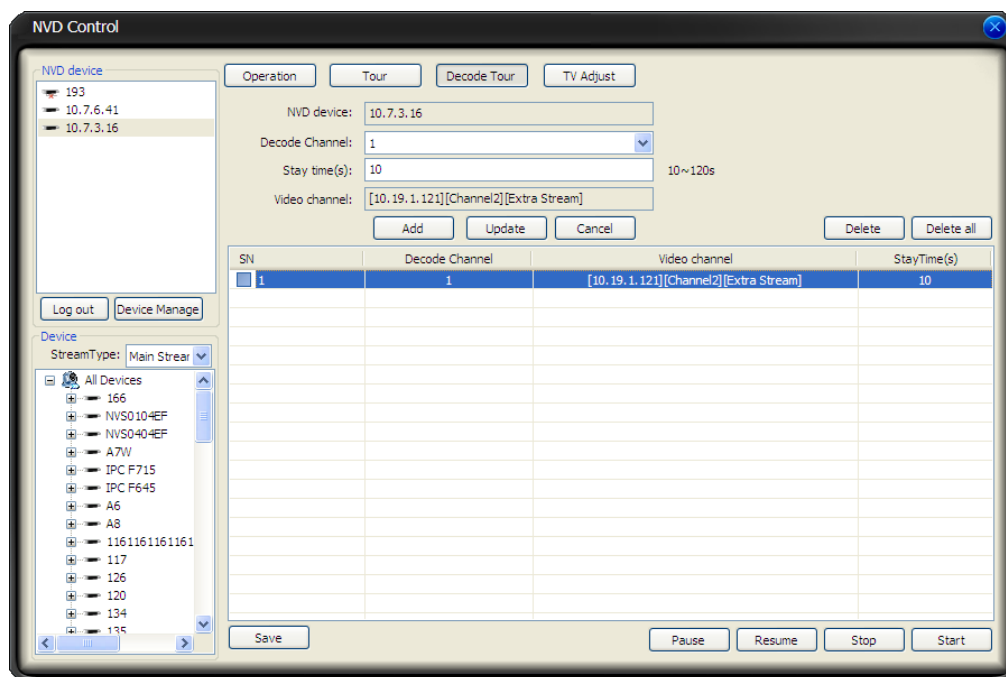 NVD Control
NVD device
193
10.7.6.41
10.7.3.16
Log out Device Manage
Device
StreamType: Main Strear
All Devices
166
NVS0104EF
NVS0404EF
A7W
IPC F715
IPC F645
A6
A8
1161161161161
117
126
120
134
135
Operation Tour Decode Tour TV Adjust
NVD device: 10.7.3.16
Decode Channel: 1
Stay time(s): 10 10~120s
Video channel: [10.19.1.121][Channel2][Extra Stream]
Add Update Cancel Delete Delete all
SN Decode Channel Video channel StayTime(s)
1 1 [10.19.1.121][Channel2][Extra Stream] 10
Save Pause Resume Stop Start